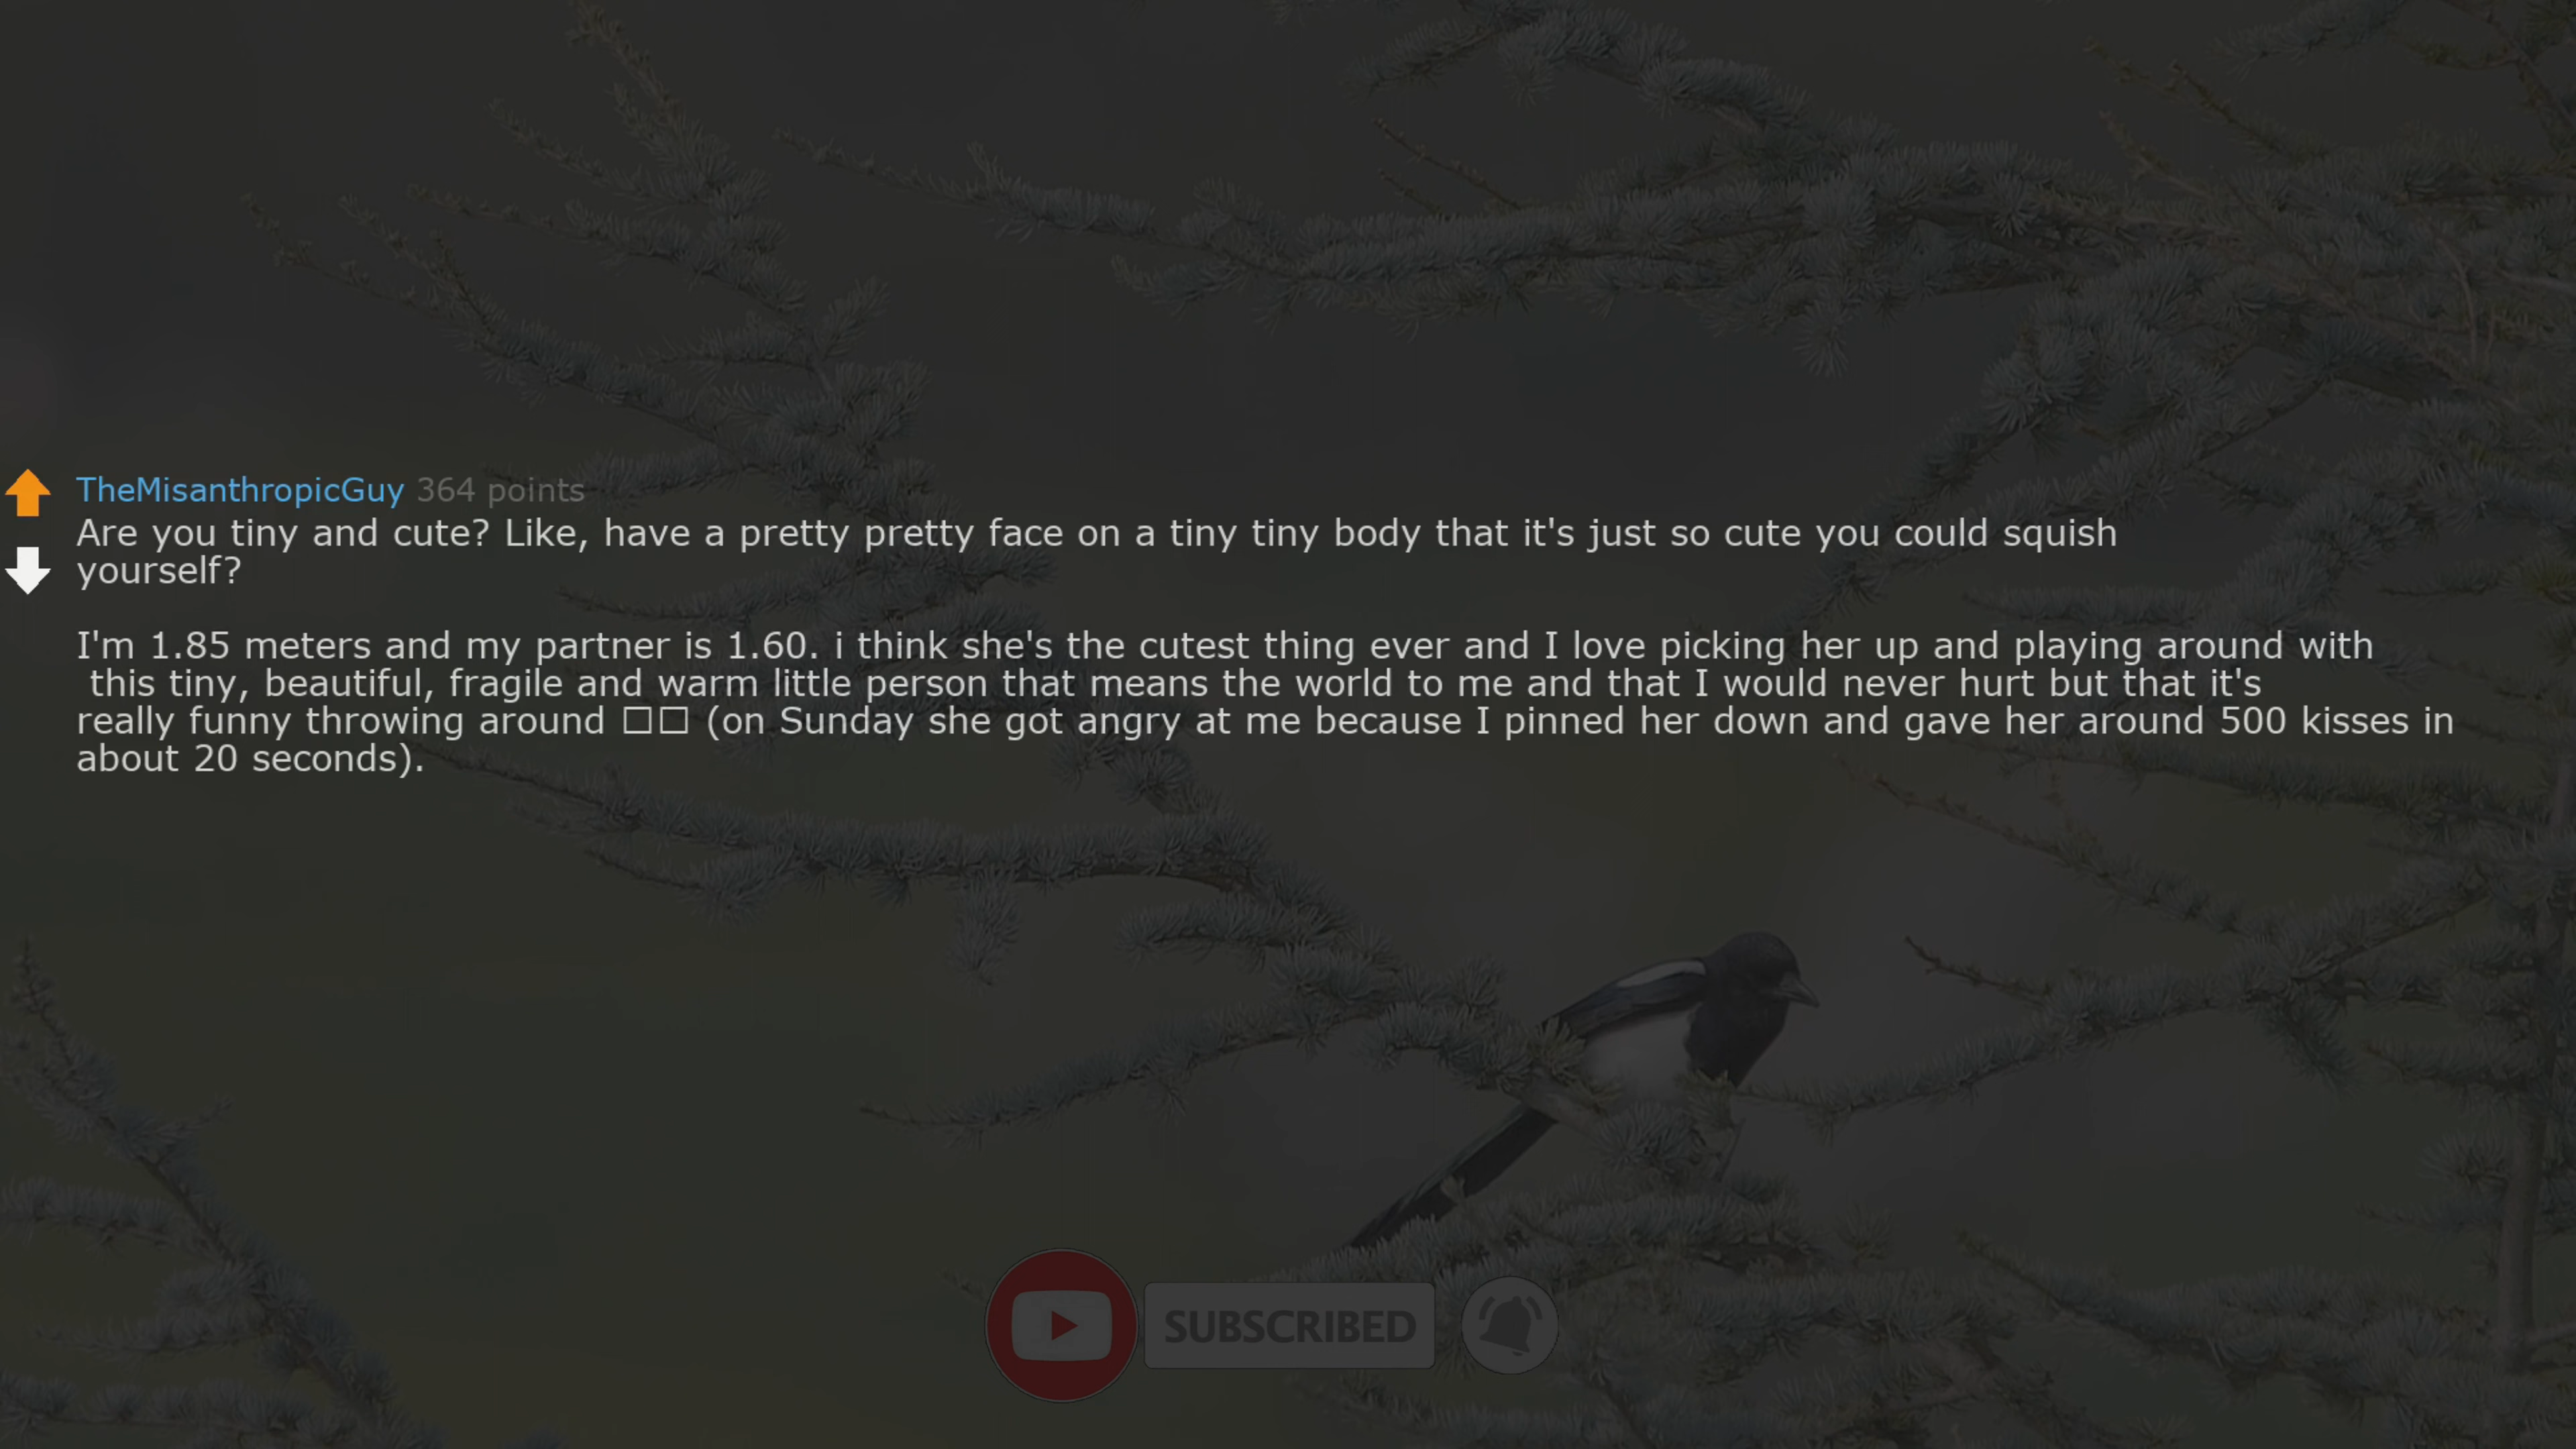 TheMisanthropicGuy 364 points
Are you tiny and cute? Like, have a pretty pretty face on a tiny tiny body that it's just so cute you could squish
yourself?
I'm 1.85 meters and my partner is 1.60. i think she's the cutest thing ever and I love picking her up and playing around with
this tiny, beautiful, fragile and warm little person that means the world to me and that I would never hurt but that it's
really funny throwing around □□ (on Sunday she got angry at me because I pinned her down and gave her around 500 kisses in
about 20 seconds).
SUBSCRIBED